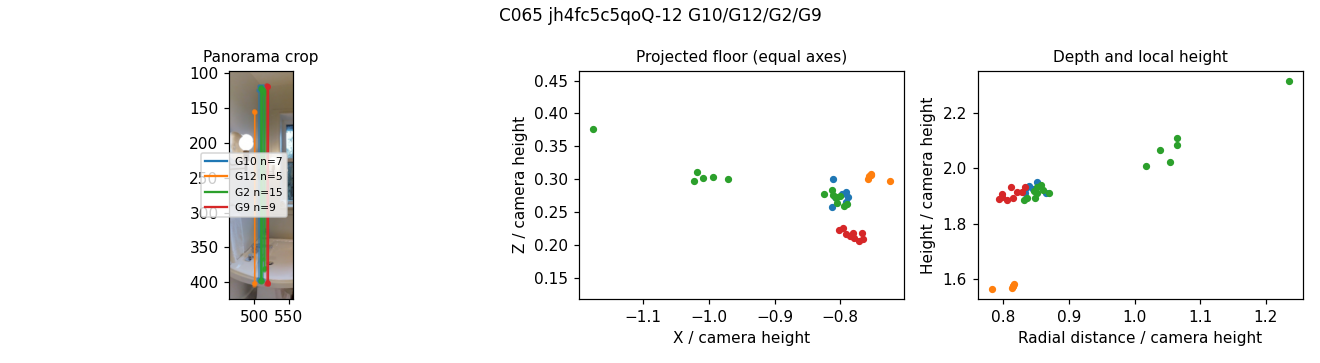 C065 jh4fc5c5qoQ-12 G10/G12/G2/G9
Panorama crop
100
150
200
250
300
350
400
500 550
G10 n=7
G12 n=5
G2 n=15
G9 n=9
Projected floor (equal axes)
Z / camera height
0.45
0.40
0.35
0.30
0.25
0.20
0.15
−1.1 −1.0 −0.9 −0.8
X / camera height
Depth and local height
Height / camera height
2.2
2.0
1.8
1.6
0.8 0.9 1.0 1.1 1.2
Radial distance / camera height